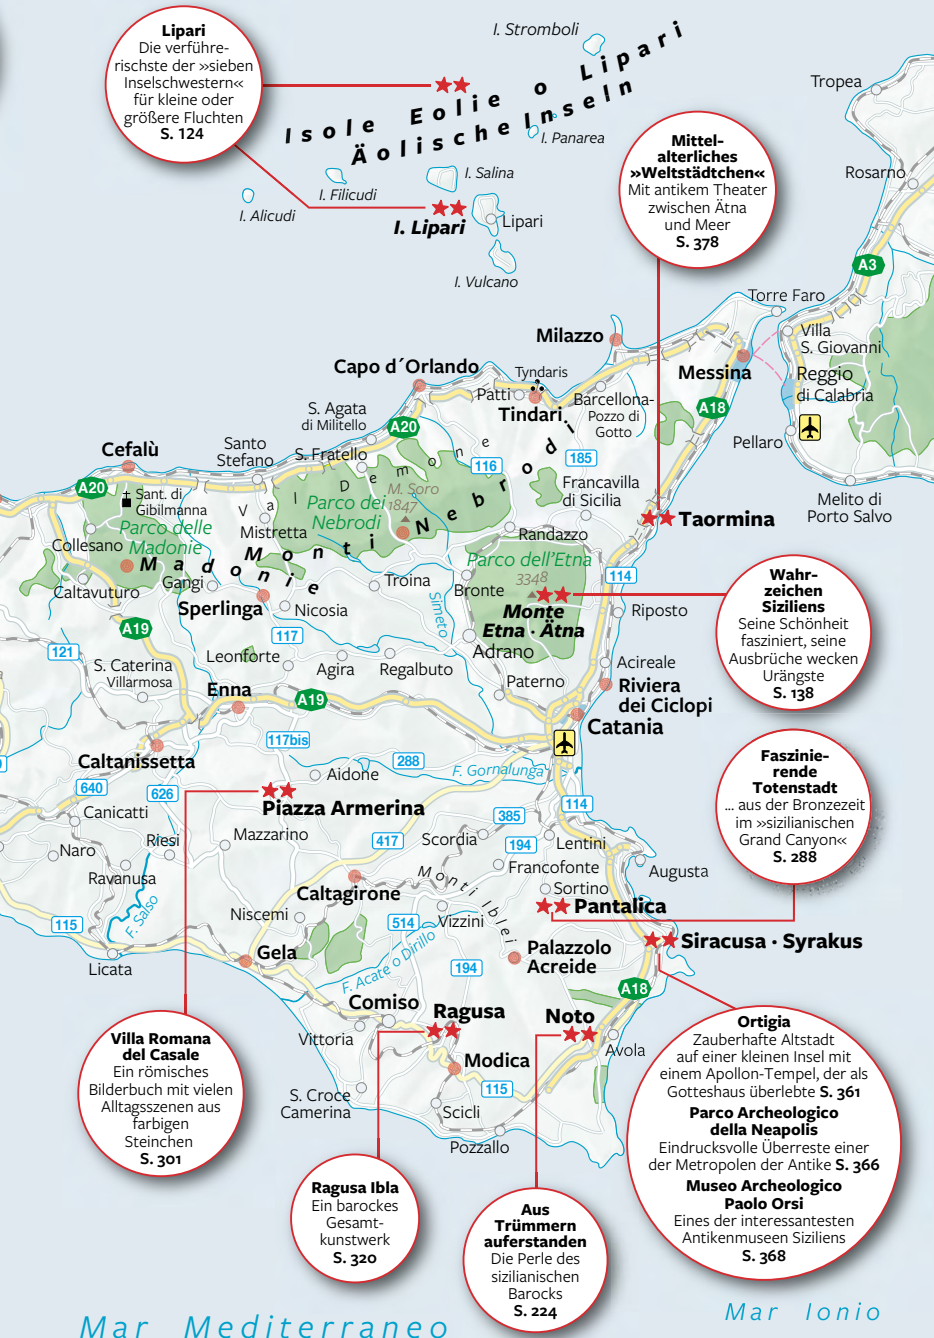 Lipari
Die verführe-
rischste der »sieben
Inselschwestern«
für kleine oder
größere Fluchten
S. 124
I. Stromboli
Isole Eolie o Lipari
Äolische Inseln
I. Panarea
I. Salina
I. Filicudi
I. Alicudi
I. Lipari
Lipari
I. Vulcano
Mittel-
alterliches
»Weltstädtchen«
Mit antikem Theater
zwischen Ätna
und Meer
S. 378
Tropea
Rosarno
A3
Torre Faro
Villa
S. Giovanni
Milazzo
Messina
Reggio
di Calabria
Capo d´Orlando
Tyndaris
Patti
Tindari
Barcellona-
Pozzo di
Gotto
A18
Pellaro
Melito di
Porto Salvo
S. Agata
di Militello
A20
Cefalù
Santo
Stefano
S. Fratello
116
185
Francavilla
di Sicilia
A20
Sant. di
Gibilmanna
Val Demone
Parco dei
Nebrodi
M. Soro
1847
Monti Nebrodi
Taormina
Parco delle
Madonie
Mistretta
Randazzo
Collesano
Madonie
Parco dell'Etna
3348
Caltavuturo
Gangi
Troina
Bronte
114
Monte
Etna · Ätna
Riposto
Sperlinga
Nicosia
Simeto
Wahr-
zeichen
Siziliens
Seine Schönheit
fasziniert, seine
Ausbrüche wecken
Urängste
S. 138
A19
117
121
Leonforte
Agira
Regalbuto
Adrano
Acireale
S. Caterina
Villarmosa
Paterno
Riviera
dei Ciclopi
Enna
A19
Catania
117bis
Caltanissetta
288
F. Gornalunga
Faszinie-
rende
Totenstadt
... aus der Bronzezeit
im »sizilianischen
Grand Canyon«
S. 288
Aidone
640
626
Piazza Armerina
114
Canicatti
385
Riesi
Mazzarino
417
Scordia
194
Lentini
Naro
Ravanusa
Monti Iblei
Francofonte
Augusta
Caltagirone
Sortino
F. Salso
Niscemi
514
Vizzini
Pantalica
115
Licata
Gela
F. Acate o Dirillo
194
Palazzolo
Acreide
Siracusa · Syrakus
A18
Comiso
Ragusa
Noto
Vittoria
Avola
Modica
115
S. Croce
Camerina
Scicli
Pozzallo
Villa Romana
del Casale
Ein römisches
Bilderbuch mit vielen
Alltagsszenen aus
farbigen
Steinchen
S. 301
Ragusa Ibla
Ein barockes
Gesamt-
kunstwerk
S. 320
Aus
Trümmern
auferstanden
Die Perle des
sizilianischen
Barocks
S. 224
Ortigia
Zauberhafte Altstadt
auf einer kleinen Insel mit
einem Apollon-Tempel, der als
Gotteshaus überlebte S. 361
Parco Archeologico
della Neapolis
Eindrucksvolle Überreste einer
der Metropolen der Antike S. 366
Museo Archeologico
Paolo Orsi
Eines der interessantesten
Antikenmuseen Siziliens
S. 368
Mar Mediterraneo
Mar Ionio